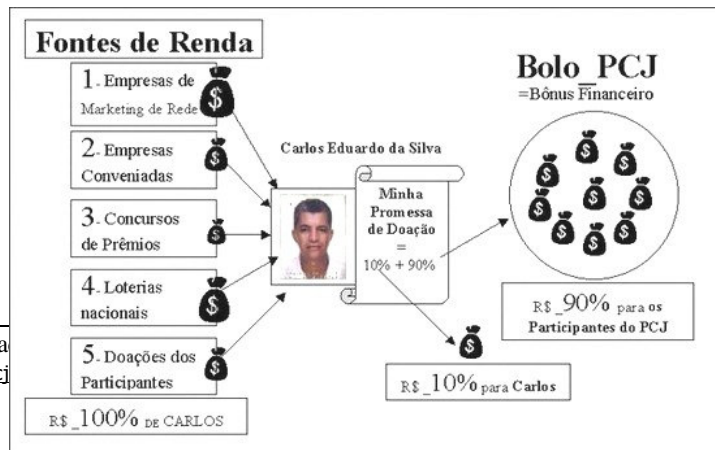 Fontes de Renda
1- Empresas de
Marketing de Rede
$
2- Empresas
Conveniadas
$
3- Concursos
de Prêmios
$
4- Loterias
nacionais
$
5- Doações dos
Participantes
$
R$ _100% DE CARLOS
Carlos Eduardo da Silva
Minha
Promessa
de Doação
=
10% + 90%
$
R$ _10% para Carlos
Bolo_PCJ
=Bônus Financeiro
$
$
$
$
$
$
$
$
$
R$ _90% para os
Participantes do PCJ